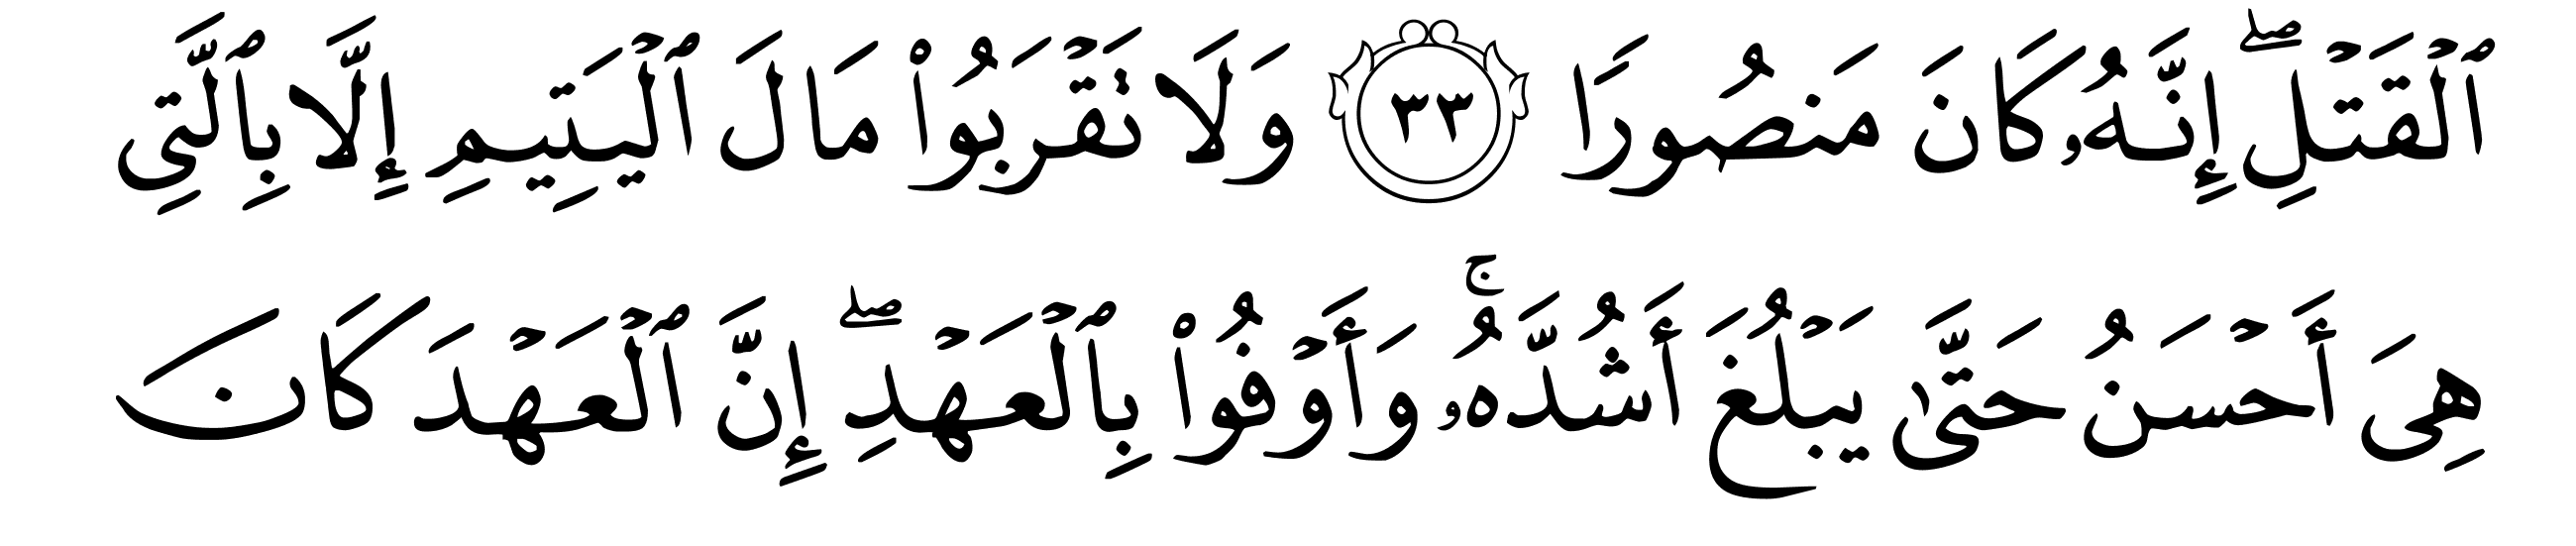 ٱلْقَتْلِ ۖ إِنَّهُۥ كَانَ مَنصُورًا ٣٣ وَلَا تَقْرَبُوا۟ مَالَ ٱلْيَتِيمِ إِلَّا بِٱلَّتِى
هِىَ أَحْسَنُ حَتَّىٰ يَبْلُغَ أَشُدَّهُۥ ۚ وَأَوْفُوا۟ بِٱلْعَهْدِ ۖ إِنَّ ٱلْعَهْدَ كَانَ